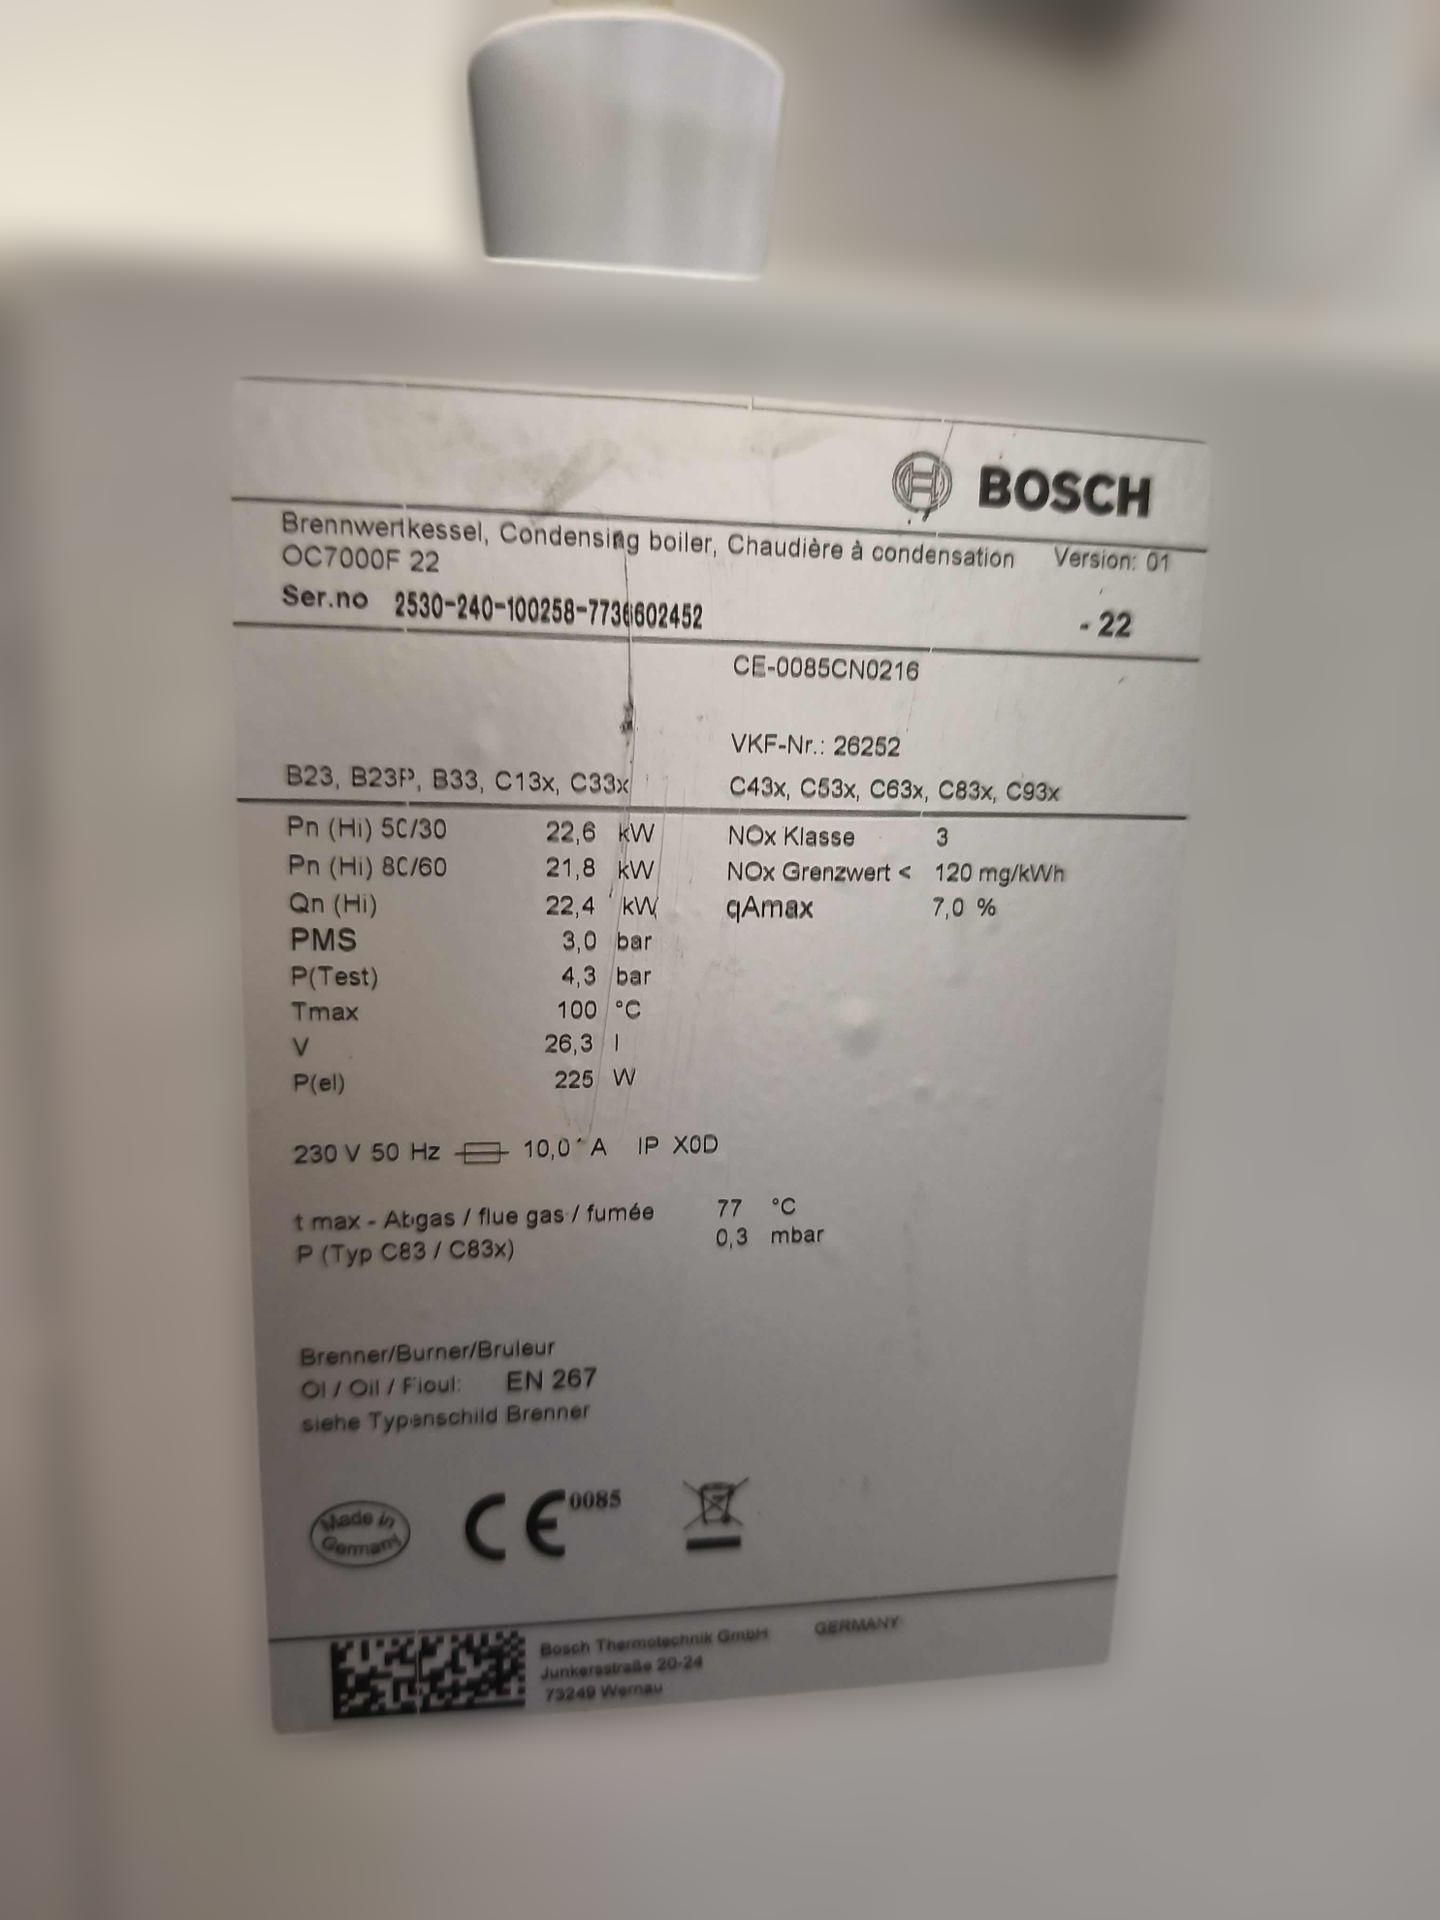 BOSCH
Brennwertkessel, Condensing boiler, Chaudière à condensation Version: 01
OC7000F 22
Ser.no 2530-240-100258-7736602452 - 22
CE-0085CN0216
VKF-Nr.: 26252
B23, B23P, B33, C13x, C33x C43x, C53x, C63x, C83x, C93x
Pn (Hi) 50/30 22,6 kW NOx Klasse 3
Pn (Hi) 80/60 21,8 kW NOx Grenzwert < 120 mg/kWh
Qn (Hi) 22,4 kW qAmax 7,0 %
PMS 3,0 bar
P(Test) 4,3 bar
Tmax 100 °C
V 26,3 l
P(el) 225 W
230 V 50 Hz 10,0 A IP X0D
t max - Abgas / flue gas / fumée 77 °C
P (Typ C83 / C83x) 0,3 mbar
Brenner/Burner/Bruleur
Öl / Oil / Fioul: EN 267
siehe Typenschild Brenner
Made in
Germany
CE 0085
Bosch Thermotechnik GmbH GERMANY
Junkersstraße 20-24
73249 Wernau